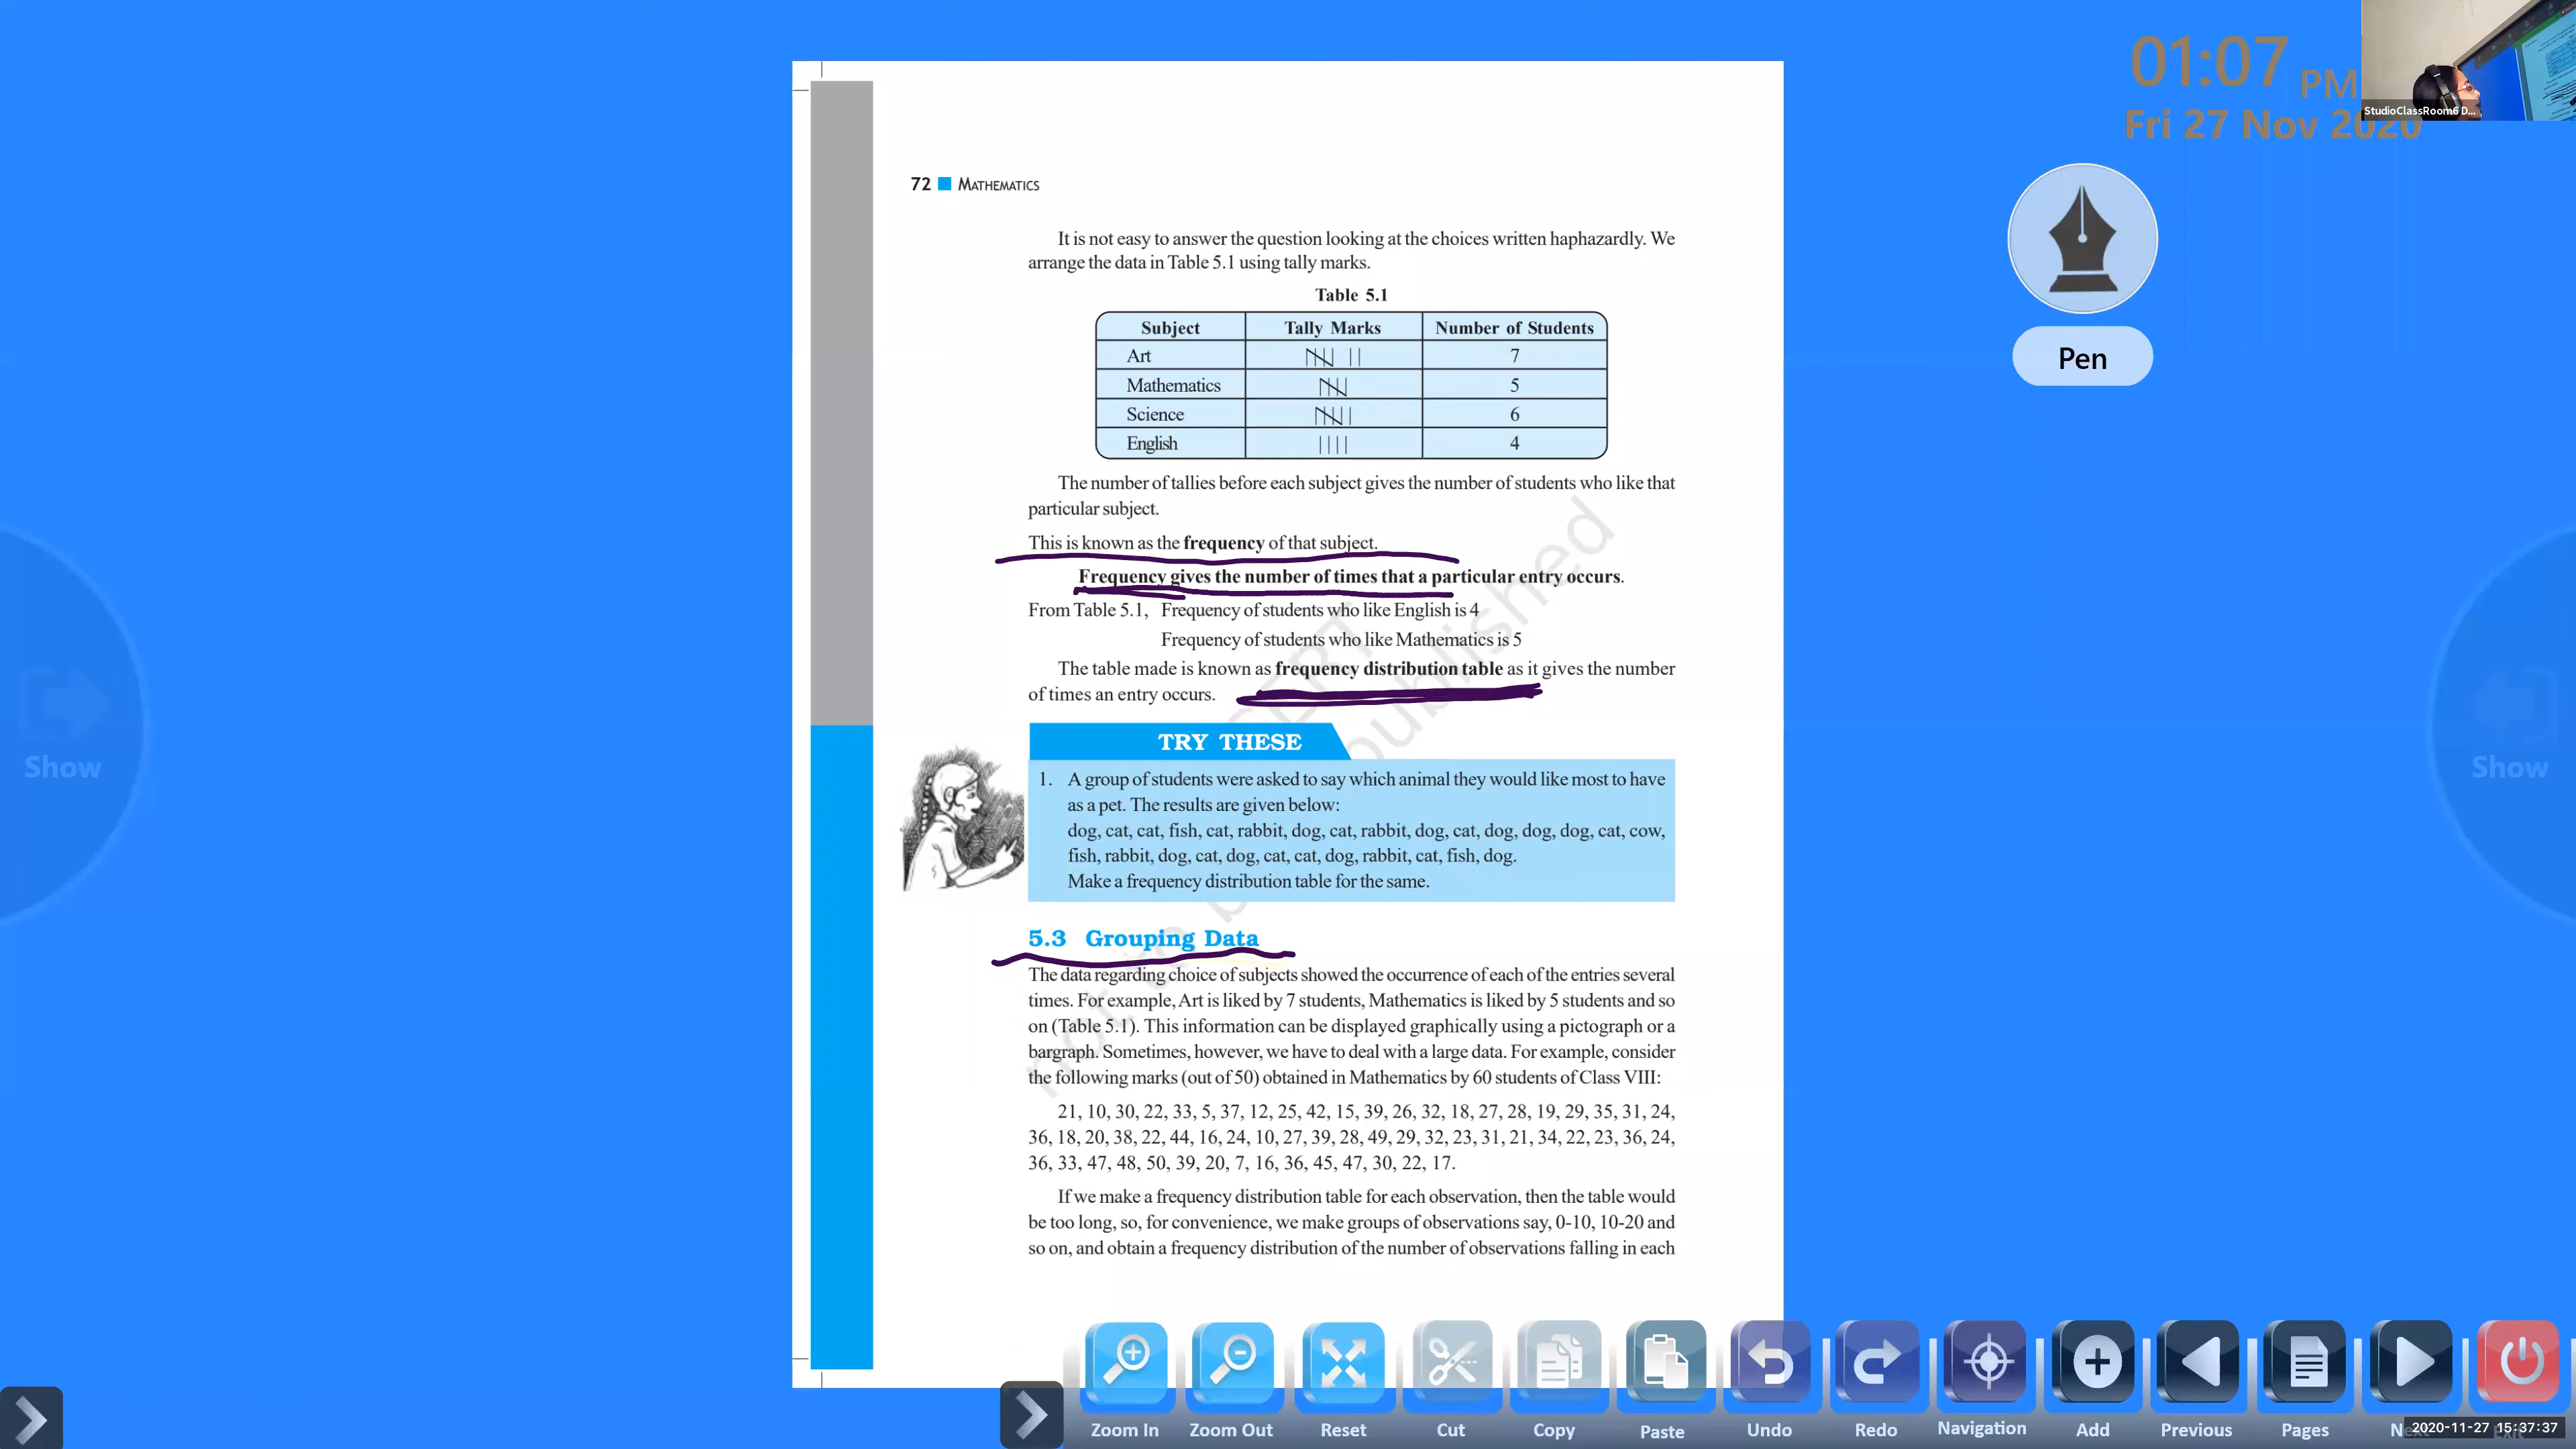 01:07 PM
Fri 27 Nov 2020
StudioClassRoom6 D...
Pen
72 MATHEMATICS
It is not easy to answer the question looking at the choices written haphazardly. We
arrange the data in Table 5.1 using tally marks.
Table 5.1
Subject Tally Marks Number of Students
Art 7
Mathematics 5
Science 6
English 4
The number of tallies before each subject gives the number of students who like that
particular subject.
This is known as the frequency of that subject.
Frequency gives the number of times that a particular entry occurs.
From Table 5.1, Frequency of students who like English is 4
Frequency of students who like Mathematics is 5
The table made is known as frequency distribution table as it gives the number
of times an entry occurs.
TRY THESE
1. A group of students were asked to say which animal they would like most to have
as a pet. The results are given below:
dog, cat, cat, fish, cat, rabbit, dog, cat, rabbit, dog, cat, dog, dog, dog, cat, cow,
fish, rabbit, dog, cat, dog, cat, cat, dog, rabbit, cat, fish, dog.
Make a frequency distribution table for the same.
5.3 Grouping Data
The data regarding choice of subjects showed the occurrence of each of the entries several
times. For example, Art is liked by 7 students, Mathematics is liked by 5 students and so
on (Table 5.1). This information can be displayed graphically using a pictograph or a
bargraph. Sometimes, however, we have to deal with a large data. For example, consider
the following marks (out of 50) obtained in Mathematics by 60 students of Class VIII:
21, 10, 30, 22, 33, 5, 37, 12, 25, 42, 15, 39, 26, 32, 18, 27, 28, 19, 29, 35, 31, 24,
36, 18, 20, 38, 22, 44, 16, 24, 10, 27, 39, 28, 49, 29, 32, 23, 31, 21, 34, 22, 23, 36, 24,
36, 33, 47, 48, 50, 39, 20, 7, 16, 36, 45, 47, 30, 22, 17.
If we make a frequency distribution table for each observation, then the table would
be too long, so, for convenience, we make groups of observations say, 0-10, 10-20 and
so on, and obtain a frequency distribution of the number of observations falling in each
Show
Show
Zoom In Zoom Out Reset Cut Copy Paste Undo Redo Navigation Add Previous Pages
2020-11-27 15:37:37